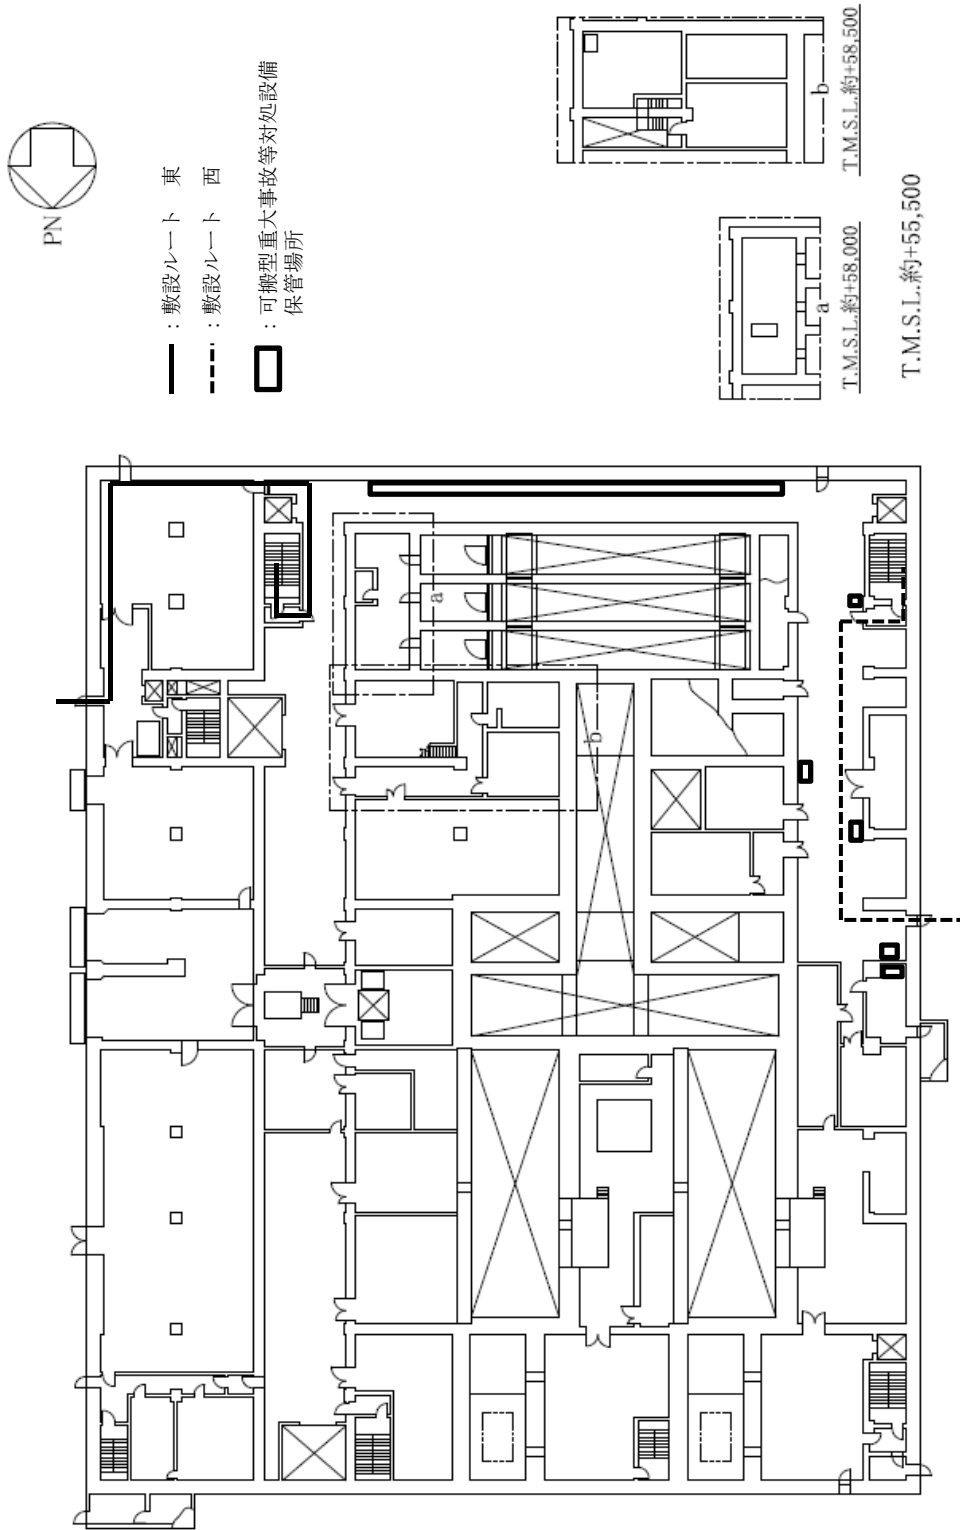 PN
：敷設ルート　東
：敷設ルート　西
：可搬型重大事故等対処設備
保管場所
b
T.M.S.L.約+58,500
a
T.M.S.L.約+58,000
T.M.S.L.約+55,500
a
b